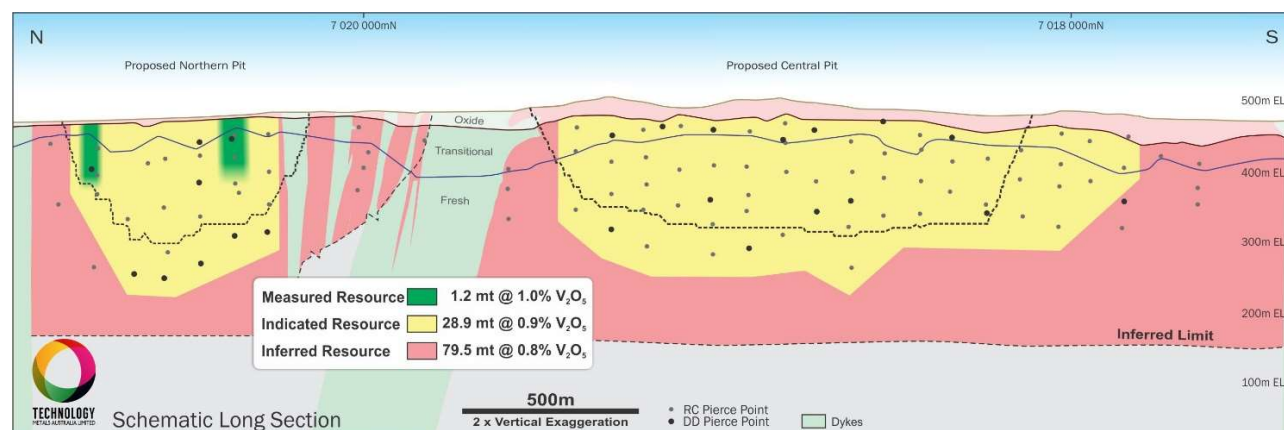 7 020 000mN
7 018 000mN
N
S
Proposed Northern Pit
Proposed Central Pit
500m EL
Oxide
Transitional
400m EL
Fresh
300m EL
Measured Resource 1.2 mt @ 1.0% V₂O₅
Indicated Resource 28.9 mt @ 0.9% V₂O₅
Inferred Resource 79.5 mt @ 0.8% V₂O₅
200m EL
Inferred Limit
100m EL
TECHNOLOGY
METALS AUSTRALIA LIMITED
Schematic Long Section
500m
2 x Vertical Exaggeration
RC Pierce Point
DD Pierce Point
Dykes